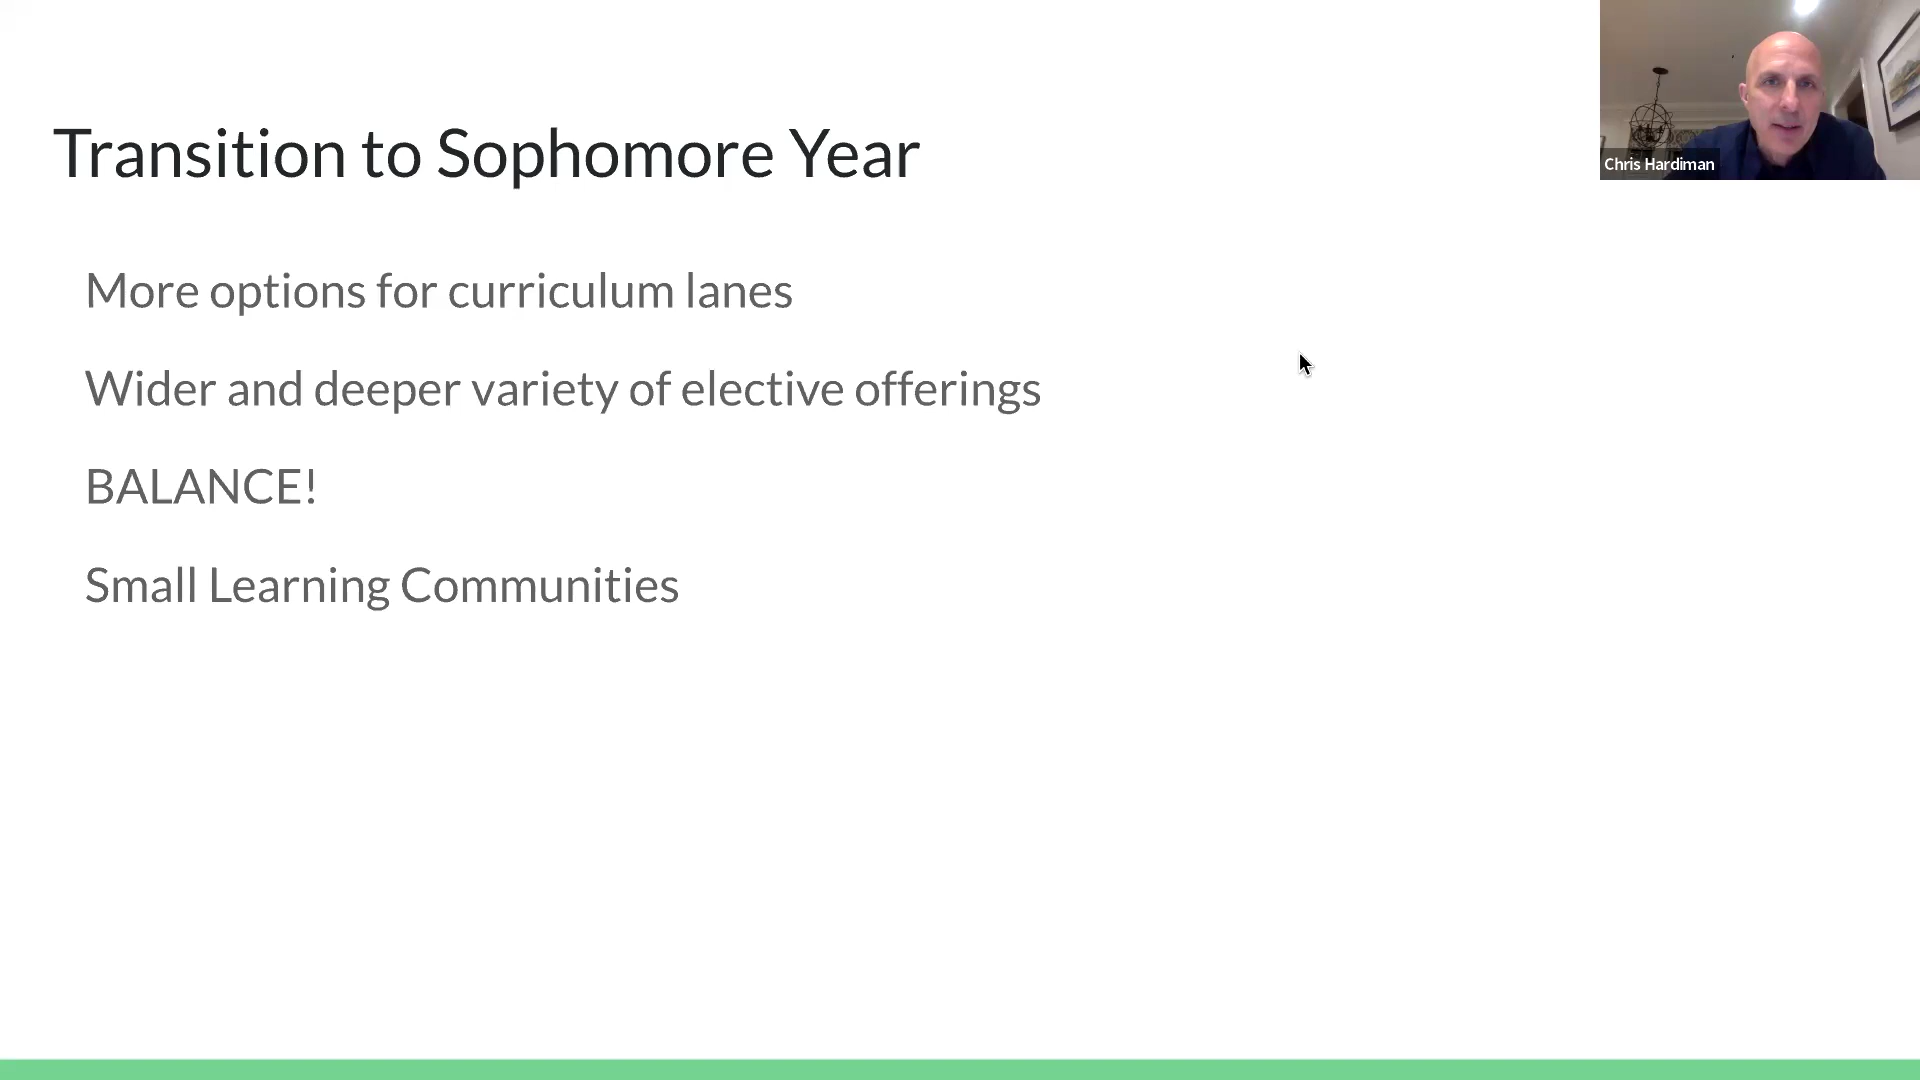 Transition to Sophomore Year
Chris Hardiman
More options for curriculum lanes
Wider and deeper variety of elective offerings
BALANCE!
Small Learning Communities